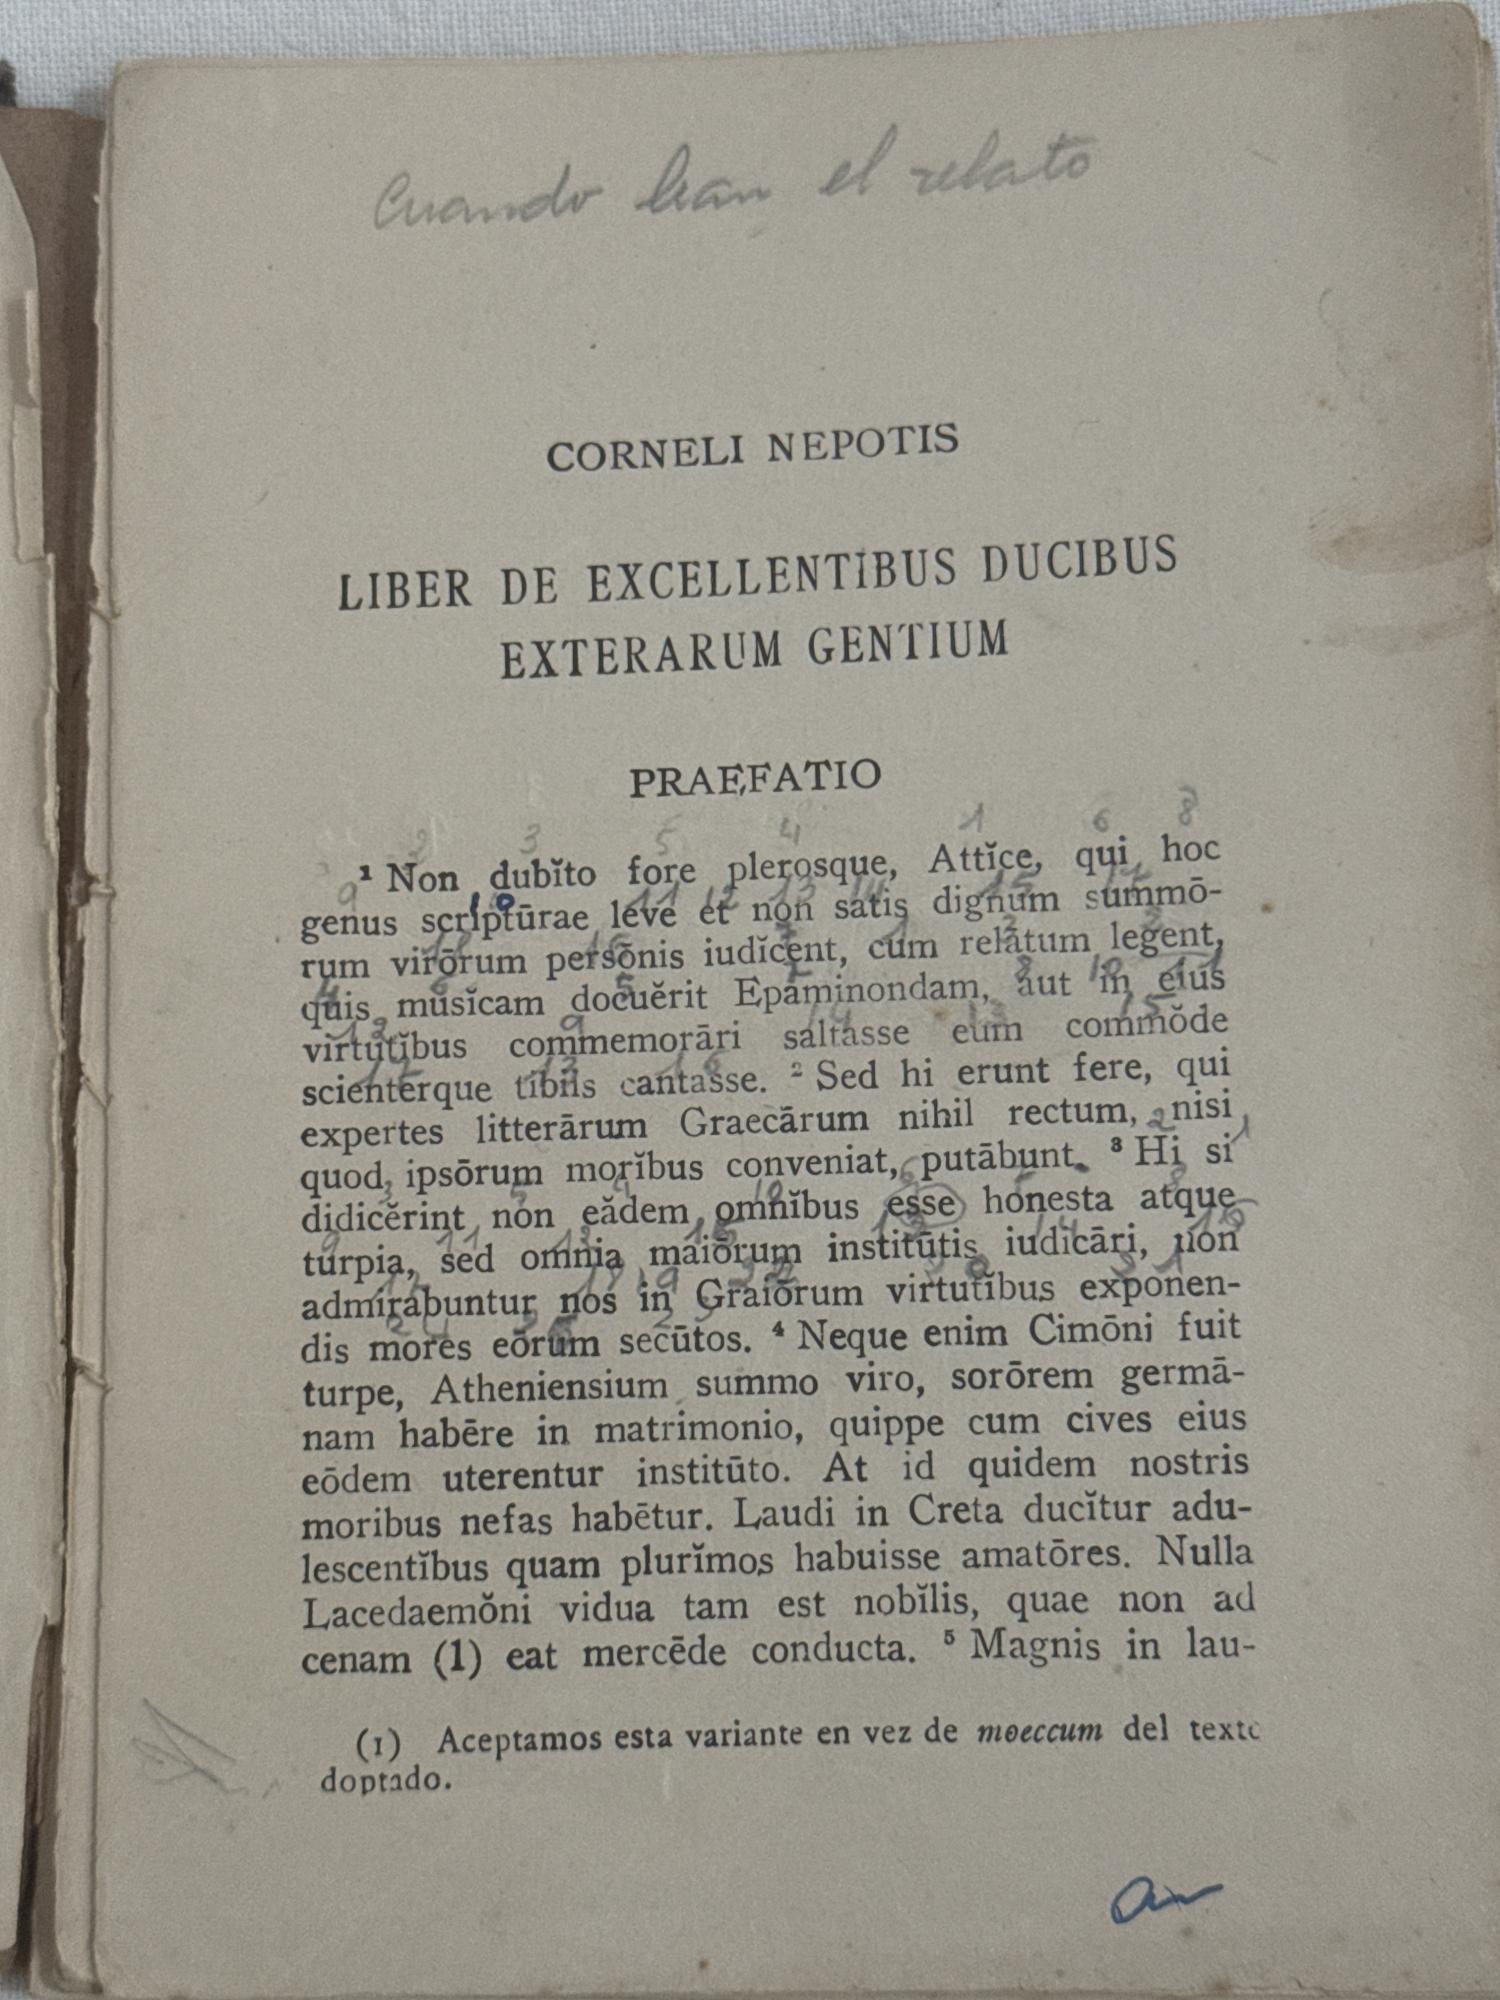 Cuando lean el relato
CORNELI NEPOTIS
LIBER DE EXCELLENTIBUS DUCIBUS
EXTERARUM GENTIUM
PRAEFATIO
¹ Non dubĭto fore plerosque, Attĭce, qui hoc
genus scriptūrae leve et non satis dignum summō-
rum virōrum persōnis iudĭcent, cum relātum legent,
quis musĭcam docuĕrit Epaminondam, aut in eius
virtutĭbus commemorāri saltasse eum commŏde
scienterque tibiis cantasse. ² Sed hi erunt fere, qui
expertes litterārum Graecārum nihil rectum, nisi
quod ipsōrum morĭbus conveniat, putābunt. ³ Hi si
didicĕrint non eădem omnĭbus esse honesta atque
turpia, sed omnia maiōrum institūtis iudicāri, non
admirabuntur nos in Graiōrum virtutĭbus exponen-
dis mores eōrum secūtos. ⁴ Neque enim Cimōni fuit
turpe, Atheniensium summo viro, sorōrem germā-
nam habēre in matrimonio, quippe cum cives eius
eōdem uterentur institūto. At id quidem nostris
moribus nefas habētur. Laudi in Creta ducĭtur adu-
lescentĭbus quam plurĭmos habuisse amatōres. Nulla
Lacedaemŏni vidua tam est nobĭlis, quae non ad
cenam (1) eat mercēde conducta. ⁵ Magnis in lau-
(1) Aceptamos esta variante en vez de moeccum del texto
doptado.